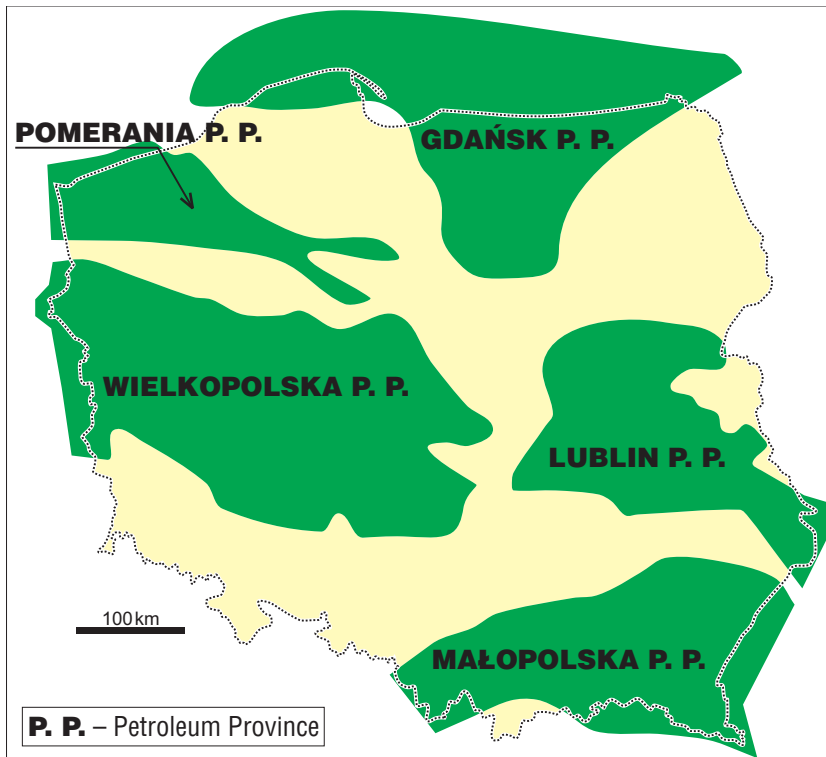 POMERANIA P. P.
GDAŃSK P. P.
WIELKOPOLSKA P. P.
LUBLIN P. P.
100 km
MAŁOPOLSKA P. P.
P. P. – Petroleum Province